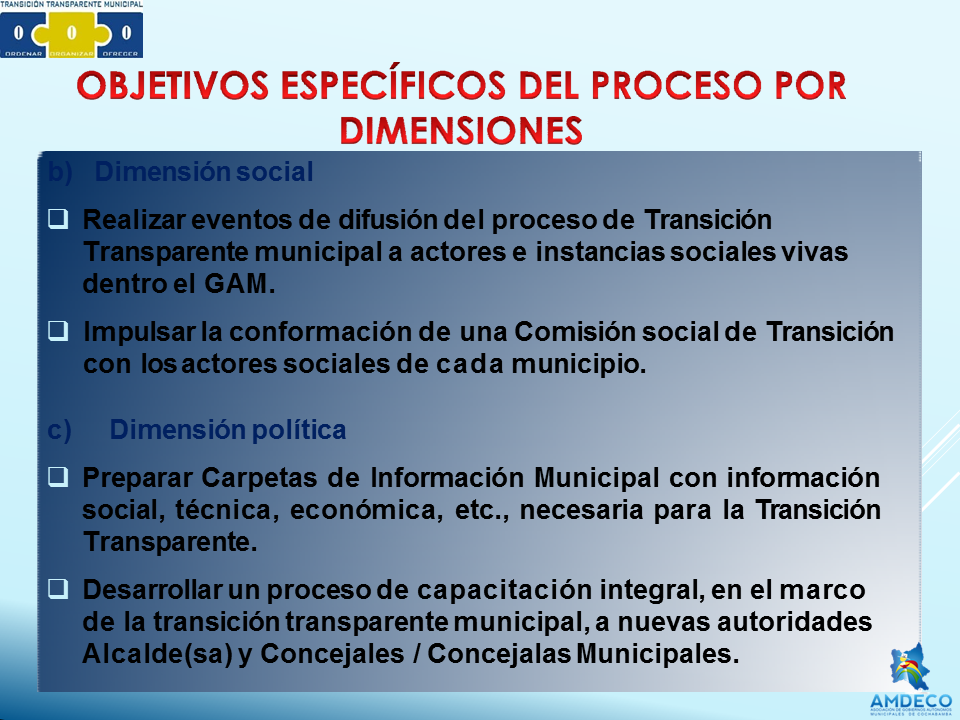 TRANSICIÓN TRANSPARENTE MUNICIPAL
O O O
ORDENAR ORGANIZAR OFRECER
OBJETIVOS ESPECÍFICOS DEL PROCESO POR
DIMENSIONES
b) Dimensión social
Realizar eventos de difusión del proceso de Transición
Transparente municipal a actores e instancias sociales vivas
dentro el GAM.
Impulsar la conformación de una Comisión social de Transición
con los actores sociales de cada municipio.
c) Dimensión política
Preparar Carpetas de Información Municipal con información
social, técnica, económica, etc., necesaria para la Transición
Transparente.
Desarrollar un proceso de capacitación integral, en el marco
de la transición transparente municipal, a nuevas autoridades
Alcalde(sa) y Concejales / Concejalas Municipales.
AMDECO
ASOCIACIÓN DE GOBIERNOS AUTÓNOMOS
MUNICIPALES DE COCHABAMBA